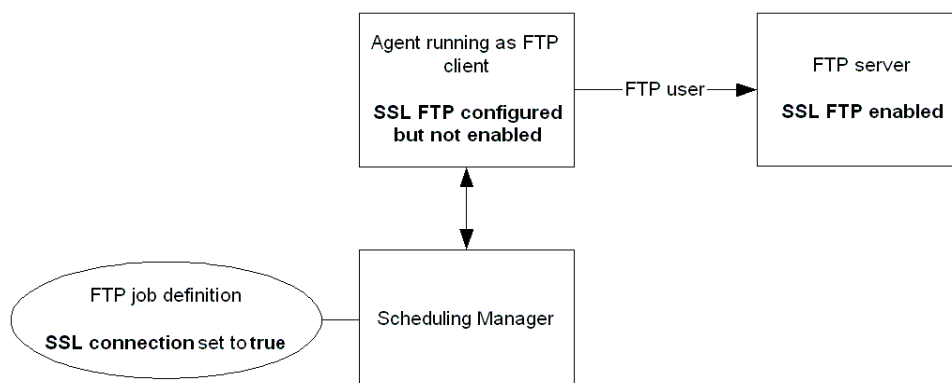 Agent running as FTP
client
SSL FTP configured
but not enabled
FTP user
FTP server
SSL FTP enabled
FTP job definition
SSL connection set to true
Scheduling Manager